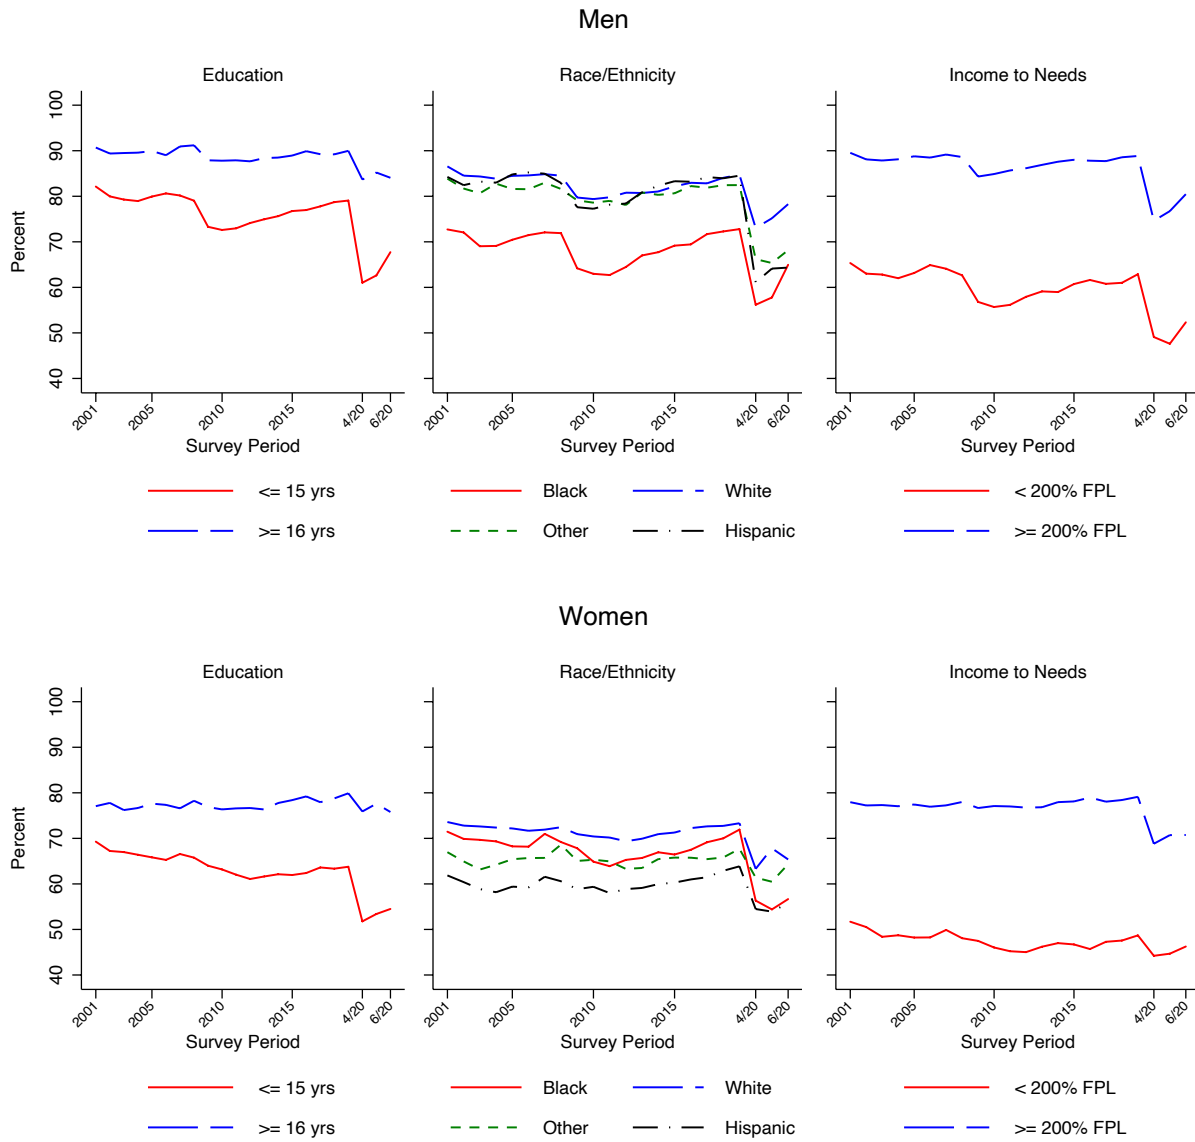 Men
Education Race/Ethnicity Income to Needs
Percent
100
90
80
70
60
50
40
2001 2005 2010 2015 4/20 6/20 2001 2005 2010 2015 4/20 6/20 2001 2005 2010 2015 4/20 6/20
Survey Period Survey Period Survey Period
<= 15 yrs Black White < 200% FPL
>= 16 yrs Other Hispanic >= 200% FPL
Women
Education Race/Ethnicity Income to Needs
Percent
100
90
80
70
60
50
40
2001 2005 2010 2015 4/20 6/20 2001 2005 2010 2015 4/20 6/20 2001 2005 2010 2015 4/20 6/20
Survey Period Survey Period Survey Period
<= 15 yrs Black White < 200% FPL
>= 16 yrs Other Hispanic >= 200% FPL